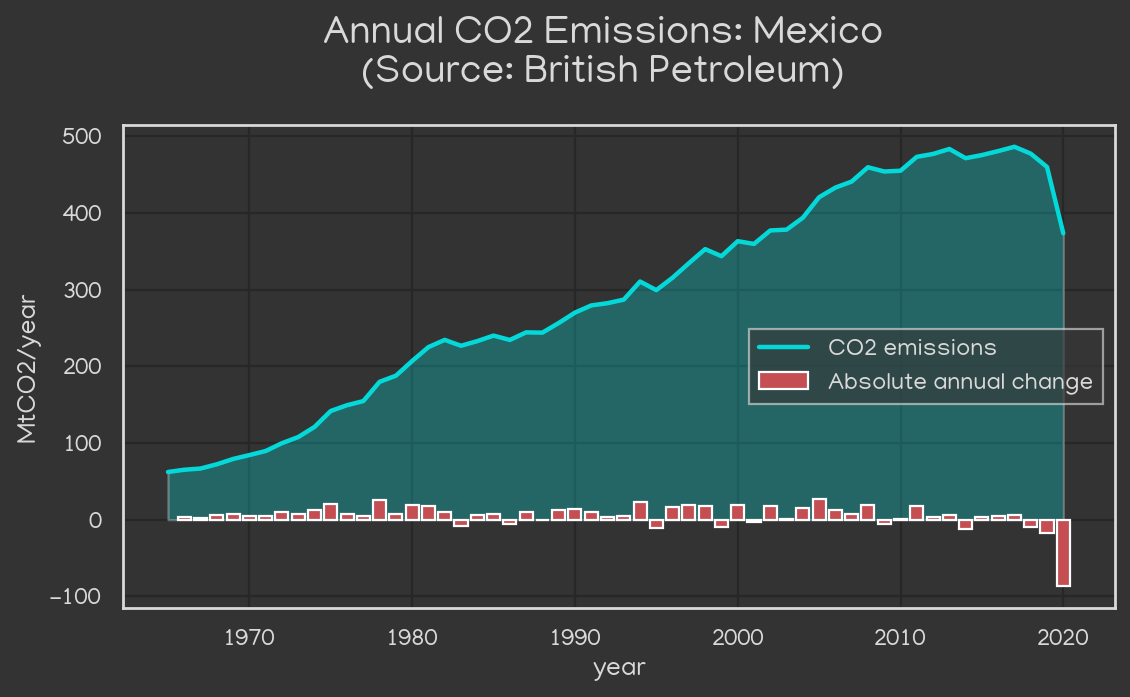 Annual CO2 Emissions: Mexico
(Source: British Petroleum)
500
400
300
200
100
0
−100
MtCO2/year
CO2 emissions
Absolute annual change
1970
1980
1990
2000
2010
2020
year